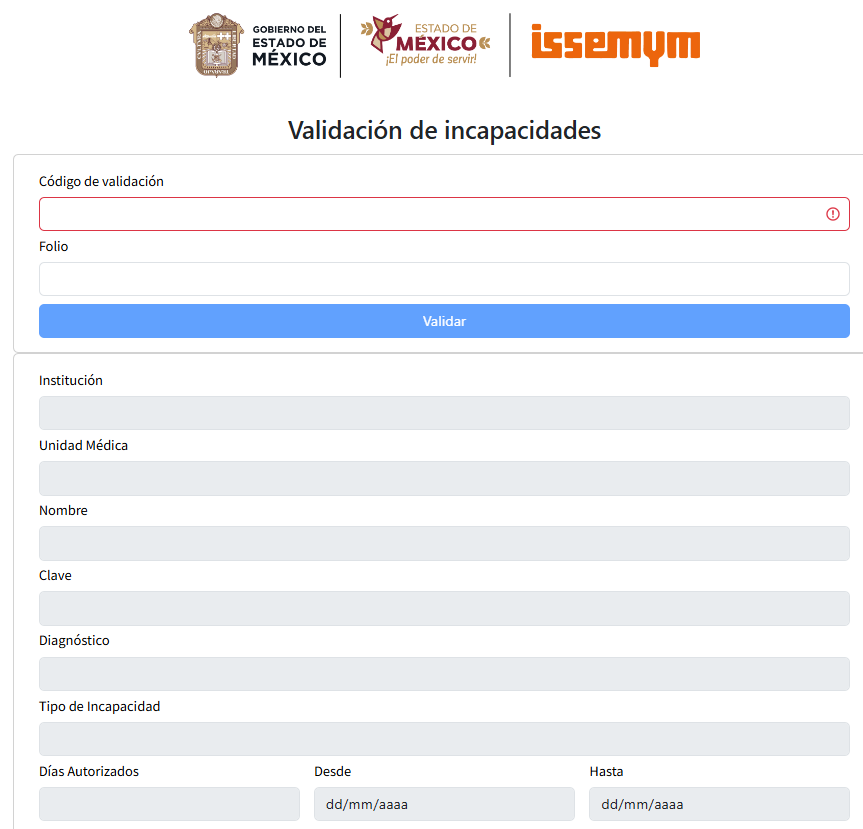 GOBIERNO DEL
ESTADO DE
MÉXICO
ESTADO DE
MÉXICO
¡El poder de servir!
issemym
Validación de incapacidades
Código de validación
Folio
Validar
Institución
Unidad Médica
Nombre
Clave
Diagnóstico
Tipo de Incapacidad
Días Autorizados Desde Hasta
dd/mm/aaaa dd/mm/aaaa